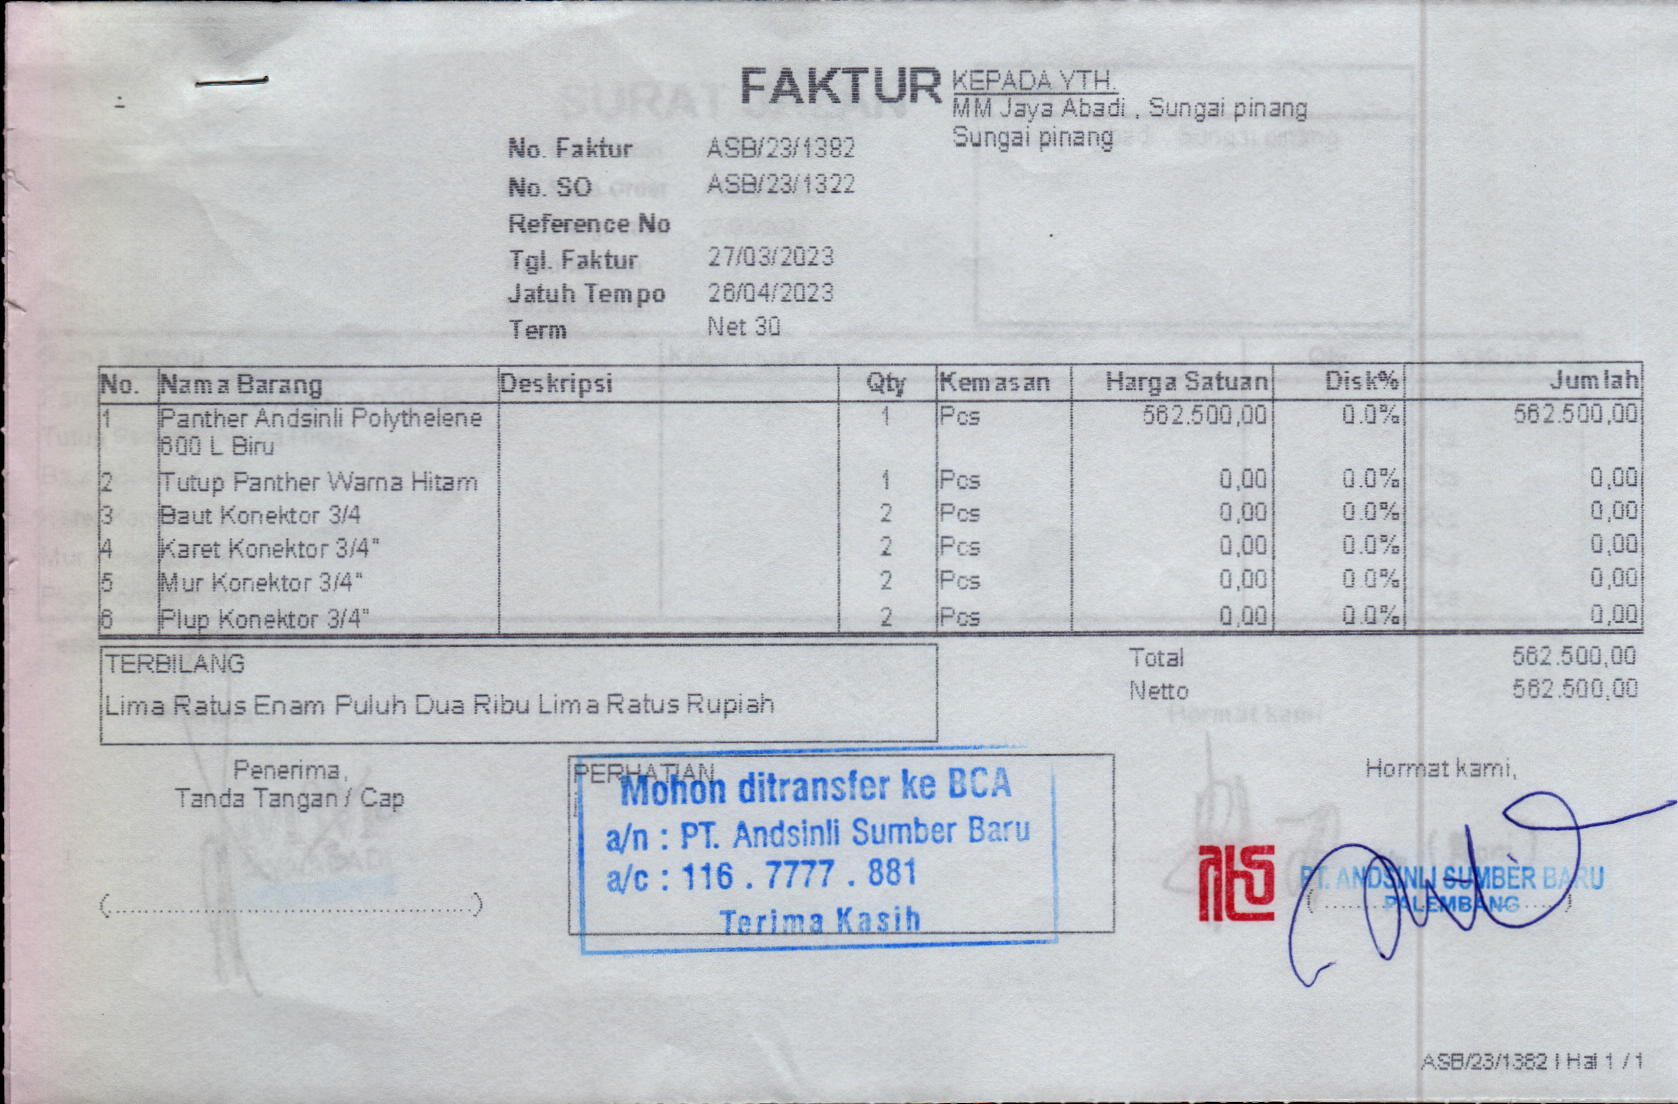 FAKTUR
KEPADA YTH.
MM Jaya Abadi , Sungai pinang
Sungai pinang
No. Faktur ASB/23/1382
No. SO ASB/23/1322
Reference No
Tgl. Faktur 27/03/2023
Jatuh Tempo 26/04/2023
Term Net 30
No. Nama Barang Deskripsi Qty Kemasan Harga Satuan Disk% Jumlah
1 Panther Andsinli Polythelene 1 Pcs 562.500,00 0.0% 562.500,00
600 L Biru
2 Tutup Panther Warna Hitam 1 Pcs 0,00 0.0% 0,00
3 Baut Konektor 3/4 2 Pcs 0,00 0.0% 0,00
4 Karet Konektor 3/4" 2 Pcs 0,00 0.0% 0,00
5 Mur Konektor 3/4" 2 Pcs 0,00 0.0% 0,00
6 Plup Konektor 3/4" 2 Pcs 0,00 0.0% 0,00
TERBILANG
Lima Ratus Enam Puluh Dua Ribu Lima Ratus Rupiah
Total 562.500,00
Netto 562.500,00
Penerima,
Tanda Tangan / Cap
(........................................)
PERHATIAN
Mohon ditransfer ke BCA
a/n : PT. Andsinli Sumber Baru
a/c : 116 . 7777 . 881
Terima Kasih
Hormat kami,
PT. ANDSINLI SUMBER BARU
PALEMBANG
ASB/23/1382 | Hal 1 / 1